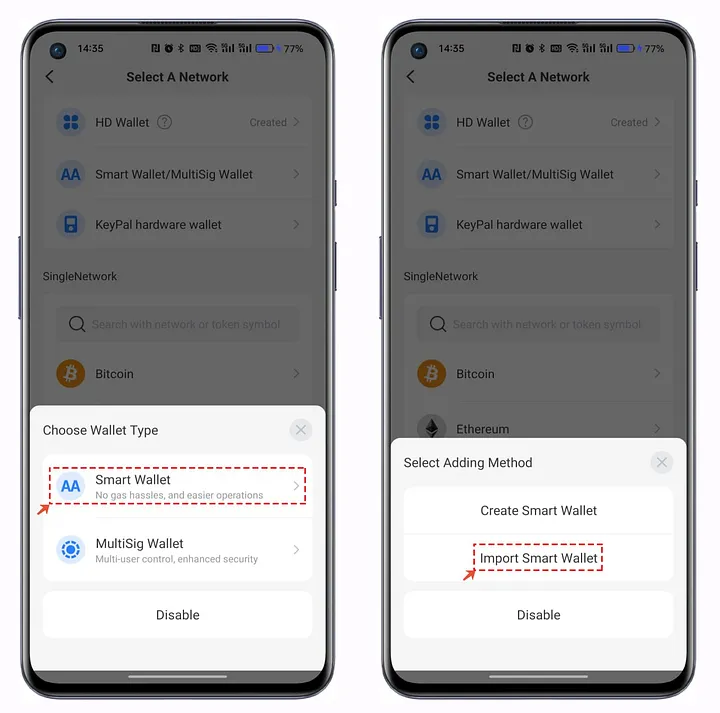 14:35
77%
Select A Network
HD Wallet ?
Created
AA
Smart Wallet/MultiSig Wallet
KeyPal hardware wallet
SingleNetwork
Search with network or token symbol
Bitcoin
Choose Wallet Type
AA
Smart Wallet
No gas hassles, and easier operations
MultiSig Wallet
Multi-user control, enhanced security
Disable
14:35
77%
Select A Network
HD Wallet ?
Created
AA
Smart Wallet/MultiSig Wallet
KeyPal hardware wallet
SingleNetwork
Search with network or token symbol
Bitcoin
Ethereum
Select Adding Method
Create Smart Wallet
Import Smart Wallet
Disable